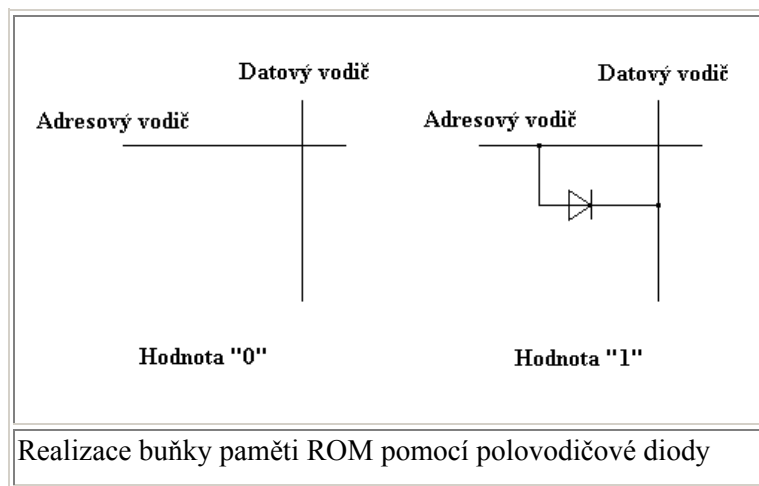 Datový vodič
Adresový vodič
Hodnota "0"
Datový vodič
Adresový vodič
Hodnota "1"
Realizace buňky paměti ROM pomocí polovodičové diody